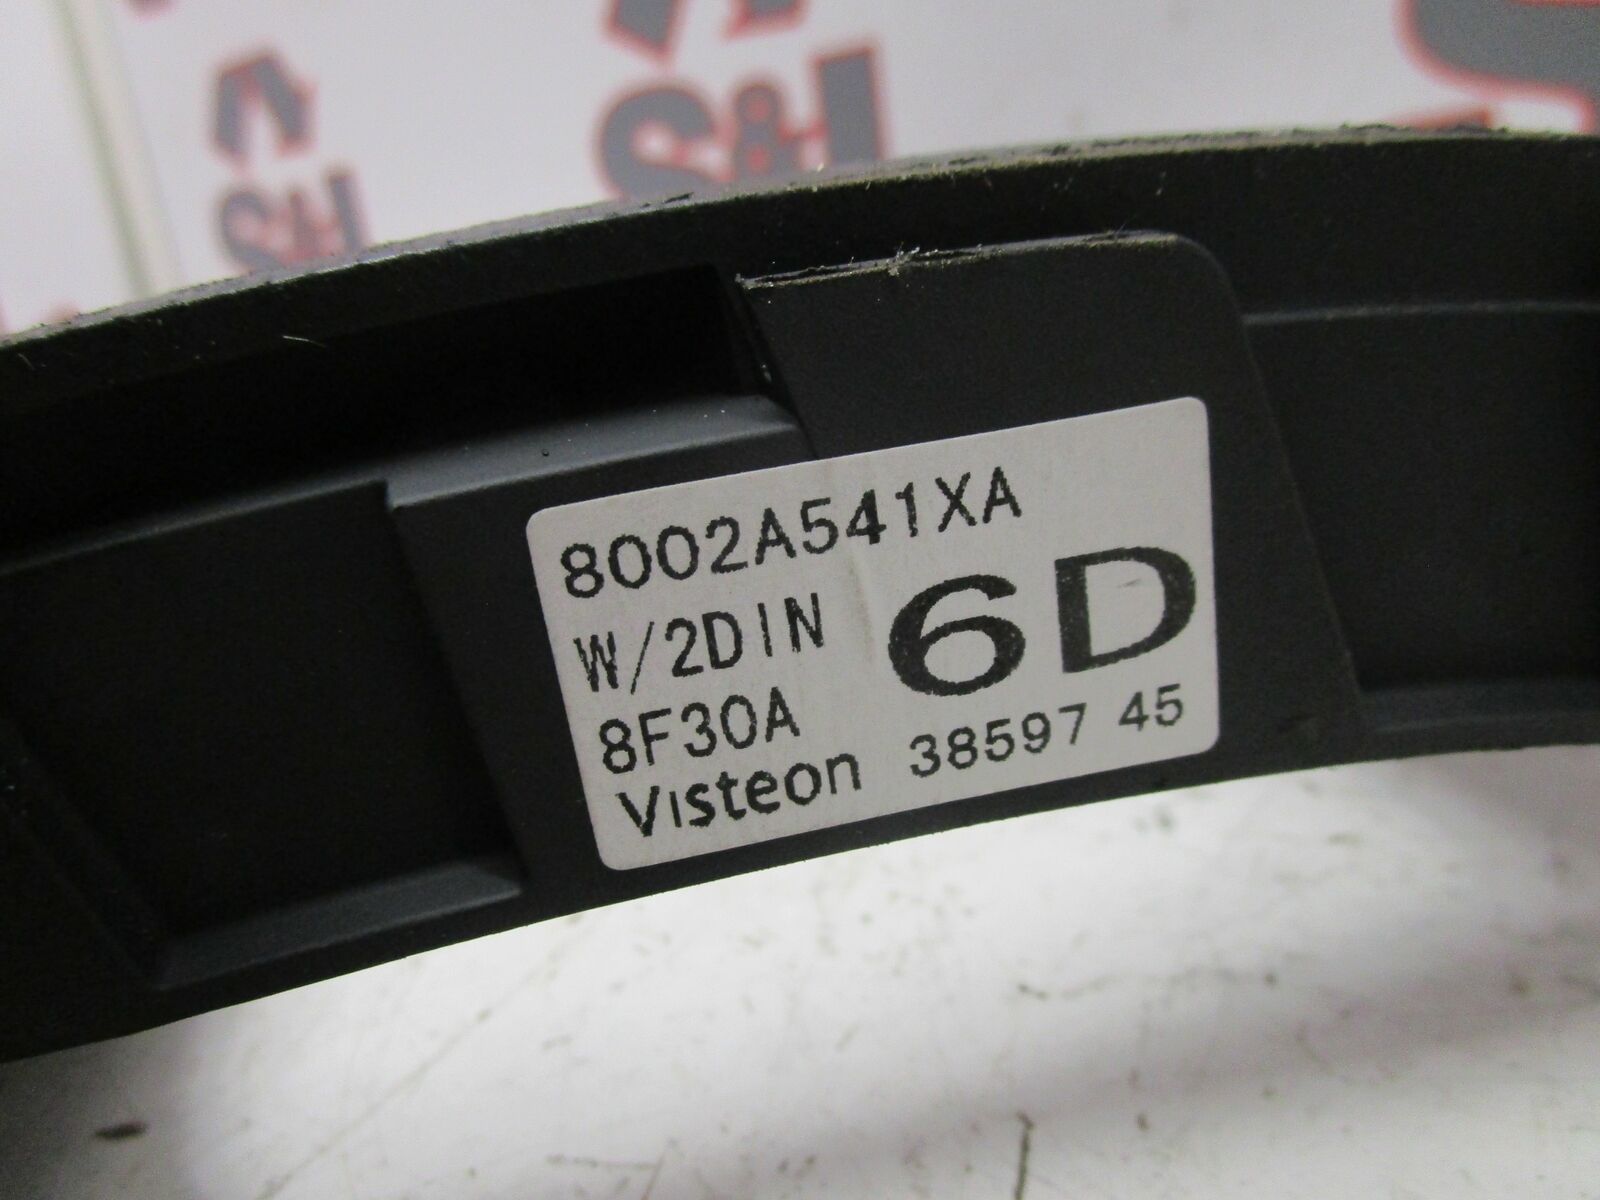 S&H
S&H
8002A541XA
W/2DIN
6D
8F30A
Visteon 38597 45